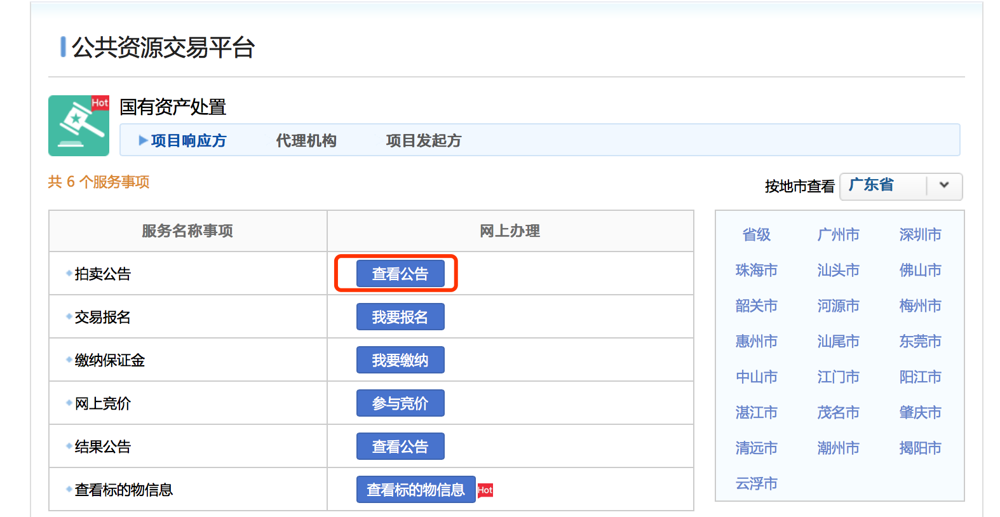 公共资源交易平台
Hot
国有资产处置
项目响应方 代理机构 项目发起方
共 6 个服务事项
按地市查看 广东省
服务名称事项 网上办理
拍卖公告 查看公告
交易报名 我要报名
缴纳保证金 我要缴纳
网上竞价 参与竞价
结果公告 查看公告
查看标的物信息 查看标的物信息 Hot
省级 广州市 深圳市
珠海市 汕头市 佛山市
韶关市 河源市 梅州市
惠州市 汕尾市 东莞市
中山市 江门市 阳江市
湛江市 茂名市 肇庆市
清远市 潮州市 揭阳市
云浮市